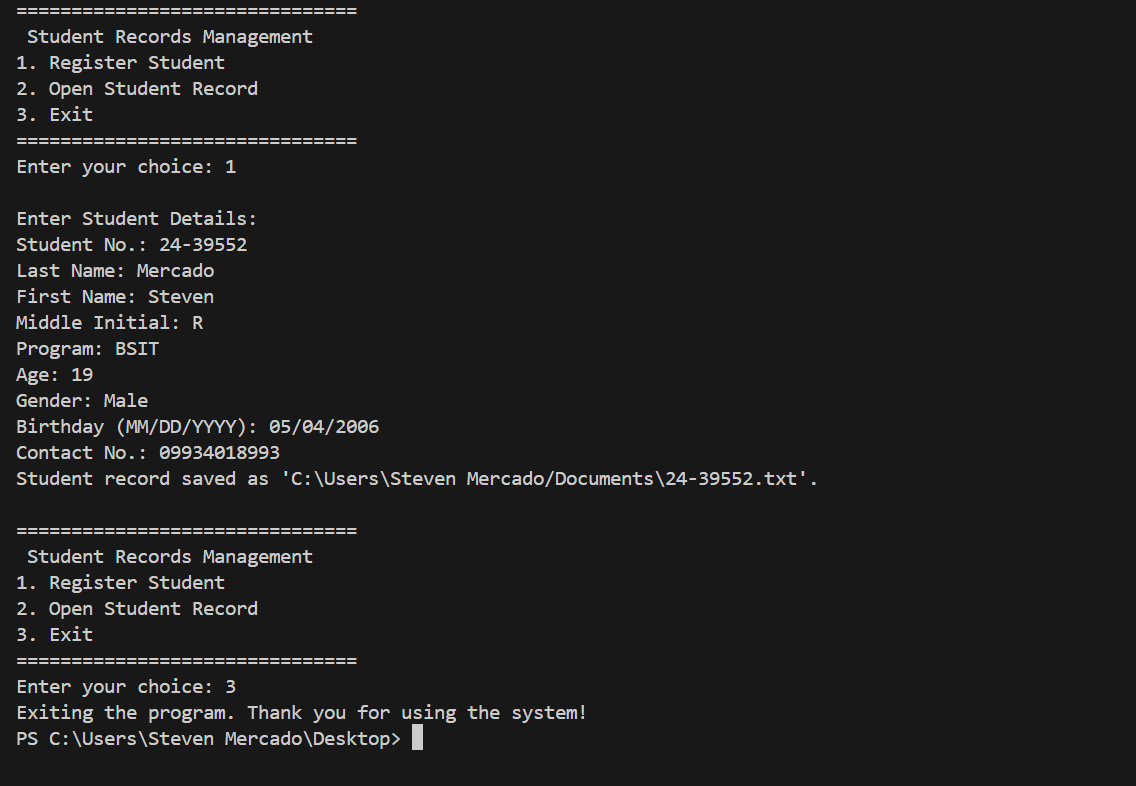 ===============================
 Student Records Management
1. Register Student
2. Open Student Record
3. Exit
===============================
Enter your choice: 1

Enter Student Details:
Student No.: 24-39552
Last Name: Mercado
First Name: Steven
Middle Initial: R
Program: BSIT
Age: 19
Gender: Male
Birthday (MM/DD/YYYY): 05/04/2006
Contact No.: 09934018993
Student record saved as 'C:\Users\Steven Mercado/Documents\24-39552.txt'.

===============================
 Student Records Management
1. Register Student
2. Open Student Record
3. Exit
===============================
Enter your choice: 3
Exiting the program. Thank you for using the system!
PS C:\Users\Steven Mercado\Desktop>